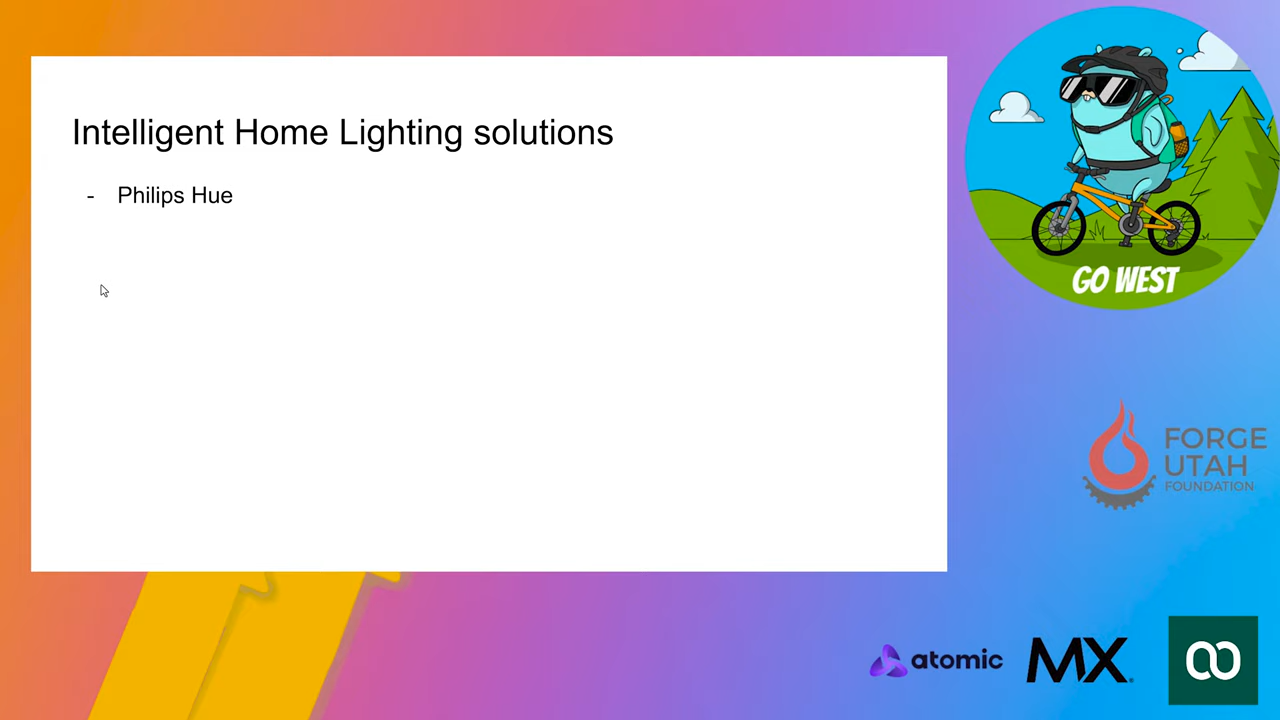 Intelligent Home Lighting solutions
- Philips Hue
GO WEST
FORGE
UTAH
FOUNDATION
atomic
MX